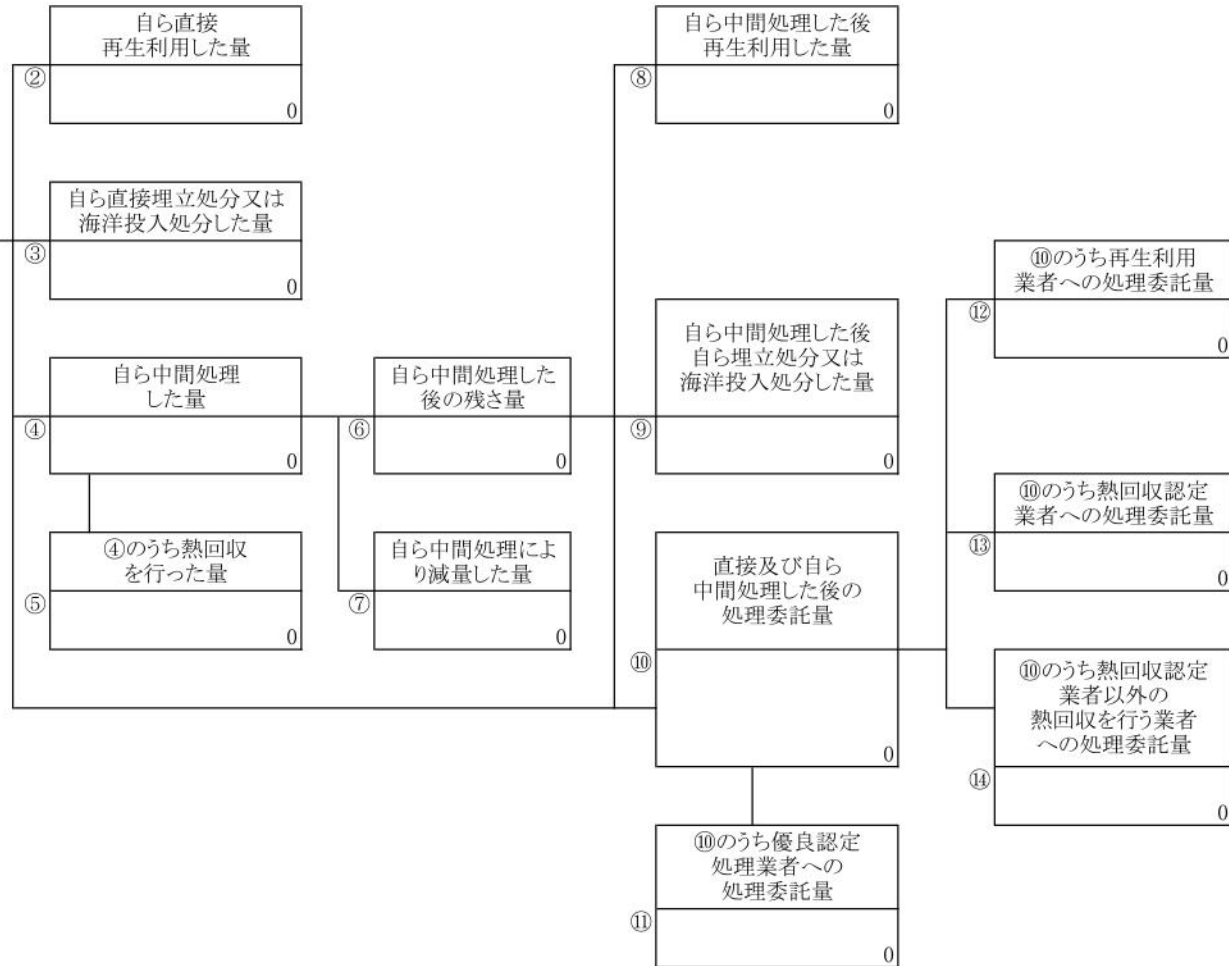 自ら直接
再生利用した量
②
0
自ら中間処理した後
再生利用した量
⑧
0
自ら直接埋立処分又は
海洋投入処分した量
③
0
⑩のうち再生利用
業者への処理委託量
⑫
0
自ら中間処理した後
自ら埋立処分又は
海洋投入処分した量
⑨
0
自ら中間処理
した量
④
0
自ら中間処理した
後の残さ量
⑥
0
⑩のうち熱回収認定
業者への処理委託量
⑬
0
④のうち熱回収
を行った量
⑤
0
自ら中間処理によ
り減量した量
⑦
0
直接及び自ら
中間処理した後の
処理委託量
⑩
0
⑩のうち熱回収認定
業者以外の
熱回収を行う業者
への処理委託量
⑭
0
⑩のうち優良認定
処理業者への
処理委託量
⑪
0